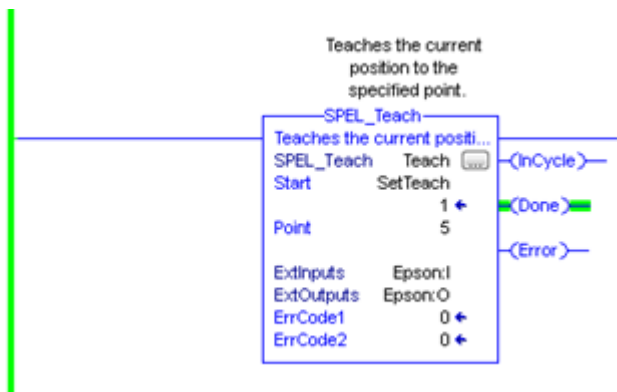 Teaches the current
position to the
specified point.
SPEL_Teach
Teaches the current positi...
SPEL_Teach Teach ...
(InCycle)
Start SetTeach
1
(Done)
Point 5
(Error)
ExtInputs Epson:I
ExtOutputs Epson:O
ErrCode1 0
ErrCode2 0